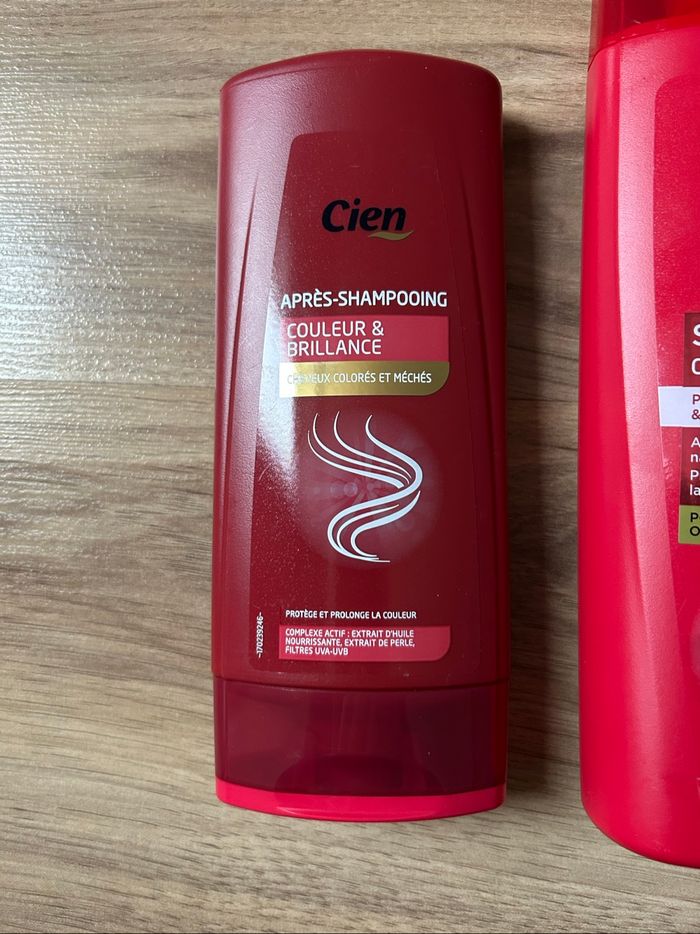 Cien
APRÈS-SHAMPOOING
COULEUR &
BRILLANCE
CHEVEUX COLORÉS ET MÉCHÉS
PROTÈGE ET PROLONGE LA COULEUR
COMPLEXE ACTIF : EXTRAIT D'HUILE
NOURRISSANTE, EXTRAIT DE PERLE,
FILTRES UVA-UVB
-170239246-